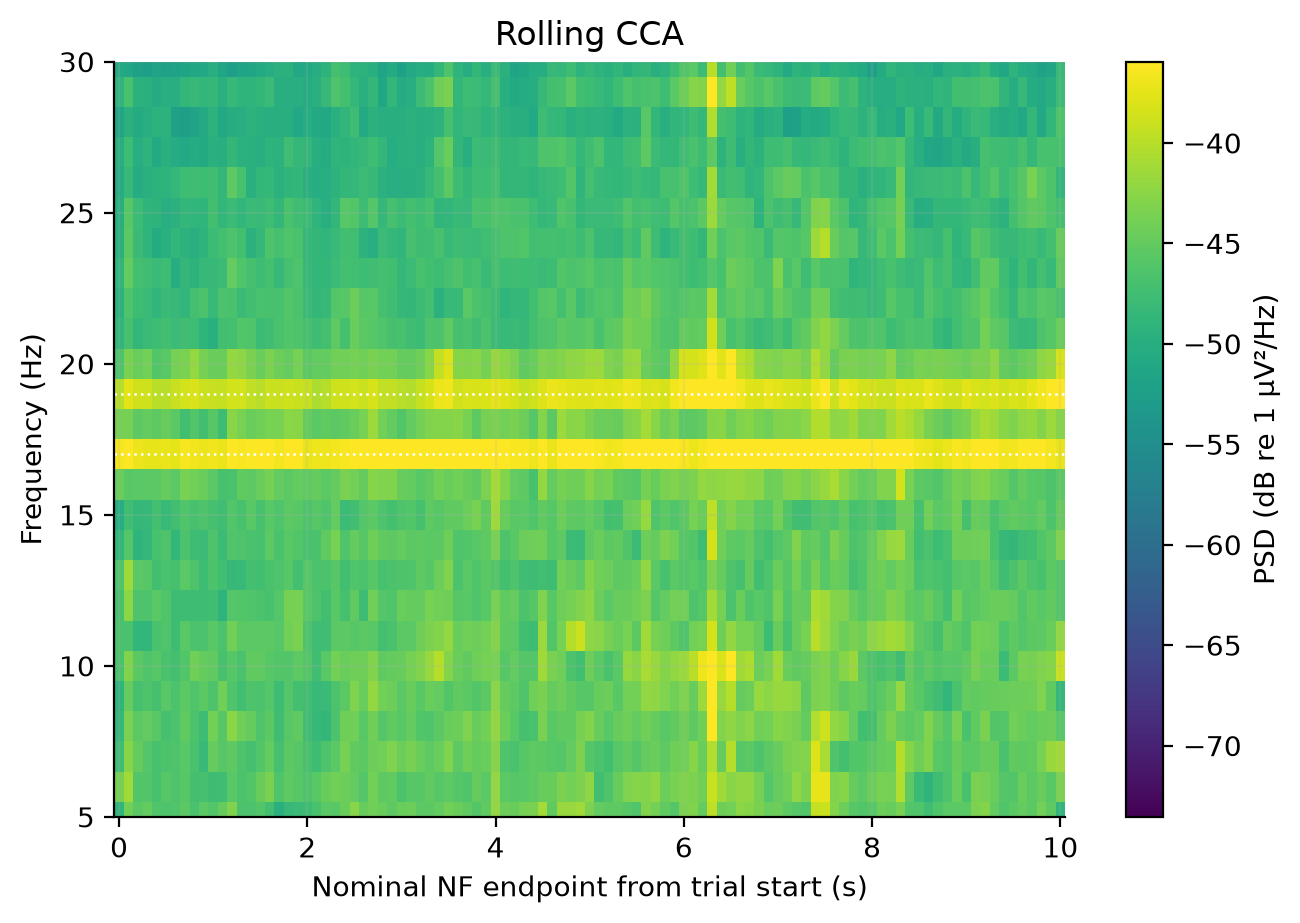 Rolling CCA
30
25
20
15
10
5
Frequency (Hz)
0 2 4 6 8 10
Nominal NF endpoint from trial start (s)
−40
−45
−50
−55
−60
−65
−70
PSD (dB re 1 µV²/Hz)